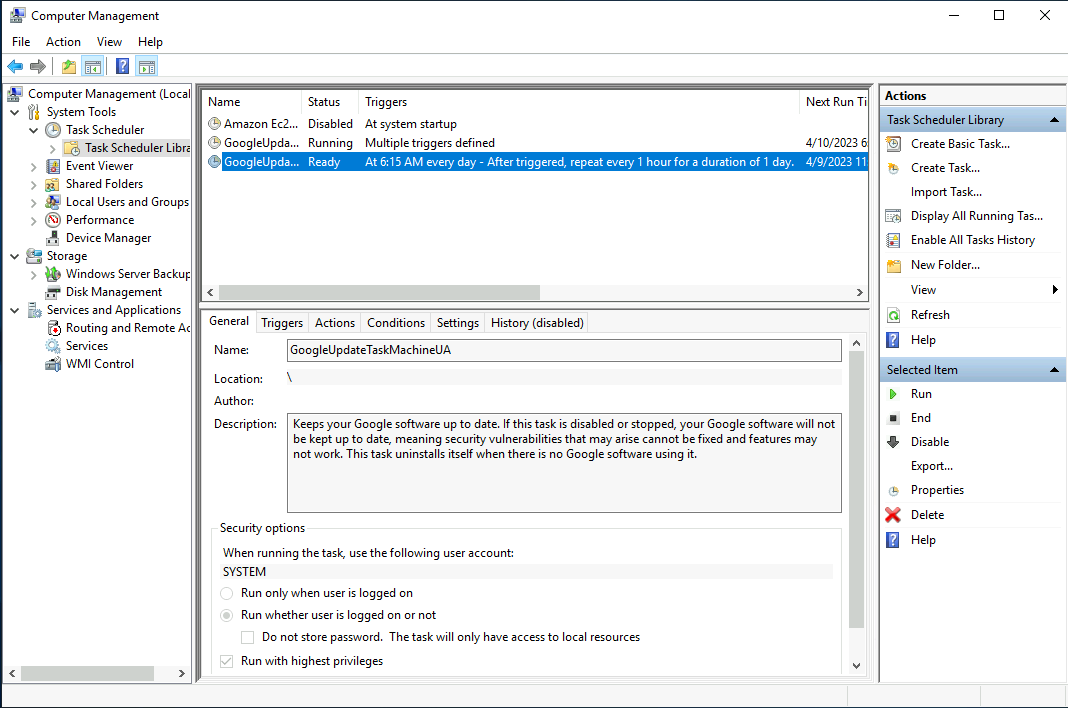 Computer Management
File Action View Help
Computer Management (Local
System Tools
Task Scheduler
Task Scheduler Libra
Event Viewer
Shared Folders
Local Users and Groups
Performance
Device Manager
Storage
Windows Server Backup
Disk Management
Services and Applications
Routing and Remote Ac
Services
WMI Control
Name Status Triggers Next Run Ti
Amazon Ec2... Disabled At system startup
GoogleUpda... Running Multiple triggers defined 4/10/2023 6:
GoogleUpda... Ready At 6:15 AM every day - After triggered, repeat every 1 hour for a duration of 1 day. 4/9/2023 11:
General Triggers Actions Conditions Settings History (disabled)
Name: GoogleUpdateTaskMachineUA
Location: \
Author:
Description: Keeps your Google software up to date. If this task is disabled or stopped, your Google software will not
be kept up to date, meaning security vulnerabilities that may arise cannot be fixed and features may
not work. This task uninstalls itself when there is no Google software using it.
Security options
When running the task, use the following user account:
SYSTEM
Run only when user is logged on
Run whether user is logged on or not
Do not store password. The task will only have access to local resources
Run with highest privileges
Actions
Task Scheduler Library
Create Basic Task...
Create Task...
Import Task...
Display All Running Tas...
Enable All Tasks History
New Folder...
View
Refresh
Help
Selected Item
Run
End
Disable
Export...
Properties
Delete
Help